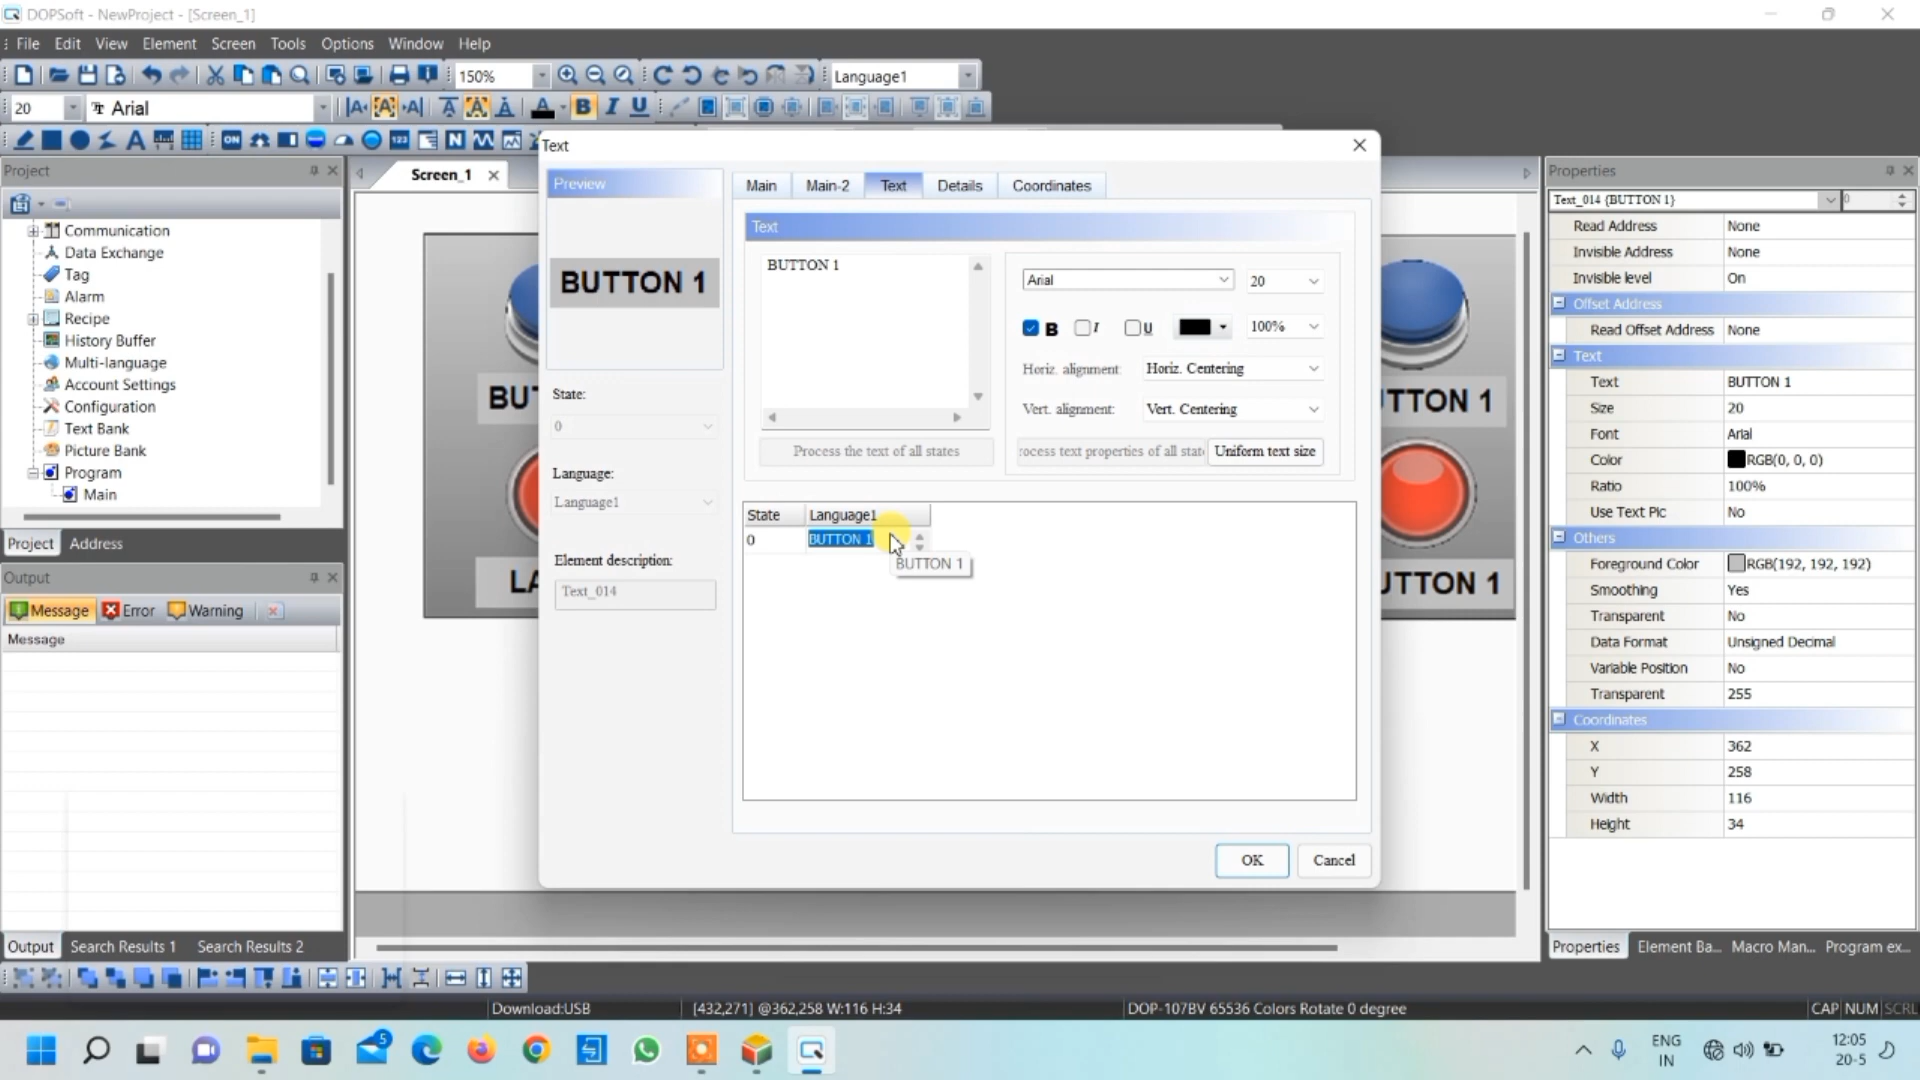 DOPSoft - NewProject - [Screen_1]
File Edit View Element Screen Tools Options Window Help
150% Language1
20 Arial
Project
Screen_1
Communication
Data Exchange
Tag
Alarm
Recipe
History Buffer
Multi-language
Account Settings
Configuration
Text Bank
Picture Bank
Program
Main
Project Address
Output
Message Error Warning
Message
Output Search Results 1 Search Results 2
Text
Preview
BUTTON 1
State:
0
Language:
Language1
Element description:
Text_014
Main Main-2 Text Details Coordinates
Text
BUTTON 1
Process the text of all states
Arial 20
B I U 100%
Horiz. alignment: Horiz. Centering
Vert. alignment: Vert. Centering
rocess text properties of all stat Uniform text size
State Language1
0 BUTTON 1
BUTTON 1
OK Cancel
BUT
LA
TTON 1
UTTON 1
Properties
Text_014 {BUTTON 1} 0
Read Address None
Invisible Address None
Invisible level On
Offset Address
Read Offset Address None
Text
Text BUTTON 1
Size 20
Font Arial
Color RGB(0, 0, 0)
Ratio 100%
Use Text Pic No
Others
Foreground Color RGB(192, 192, 192)
Smoothing Yes
Transparent No
Data Format Unsigned Decimal
Variable Position No
Transparent 255
Coordinates
X 362
Y 258
Width 116
Height 34
Properties Element Ba... Macro Man... Program ex...
Download:USB [432,271] @362,258 W:116 H:34 DOP-107BV 65536 Colors Rotate 0 degree CAP NUM SCRL
5
ENG
IN
12:05
20-5